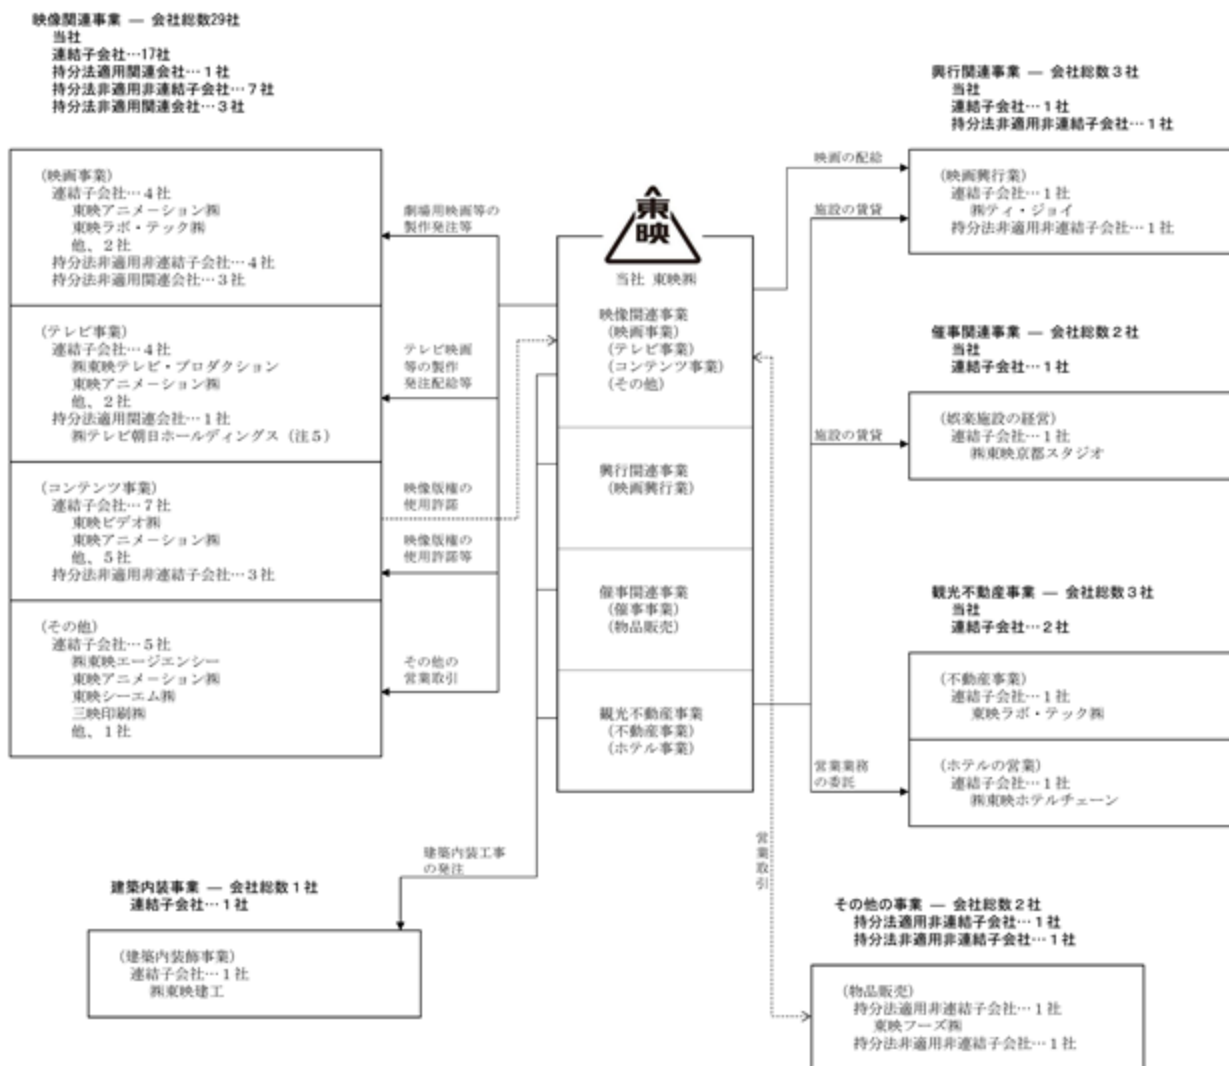 映像関連事業 ― 会社総数29社
当社
連結子会社…17社
持分法適用関連会社…１社
持分法非適用非連結子会社…７社
持分法非適用関連会社…３社
(映画事業)
連結子会社…４社
東映アニメーション㈱
東映ラボ・テック㈱
他、２社
持分法非適用非連結子会社…４社
持分法非適用関連会社…３社
(テレビ事業)
連結子会社…４社
㈱東映テレビ・プロダクション
東映アニメーション㈱
他、２社
持分法適用関連会社…１社
㈱テレビ朝日ホールディングス（注５）
(コンテンツ事業)
連結子会社…７社
東映ビデオ㈱
東映アニメーション㈱
他、５社
持分法非適用非連結子会社…３社
(その他)
連結子会社…５社
㈱東映エージエンシー
東映アニメーション㈱
東映シーエム㈱
三映印刷㈱
他、１社
劇場用映画等の
製作発注等
テレビ映画
等の製作
発注配給等
映像版権の
使用許諾
映像版権の
使用許諾等
その他の
営業取引
建築内装工事
の発注
建築内装事業 ― 会社総数１社
連結子会社…１社
(建築内装飾事業)
連結子会社…１社
㈱東映建工
東映
当社 東映㈱
映像関連事業
(映画事業)
(テレビ事業)
(コンテンツ事業)
(その他)
興行関連事業
(映画興行業)
催事関連事業
(催事事業)
(物品販売)
観光不動産事業
(不動産事業)
(ホテル事業)
映画の配給
施設の賃貸
施設の賃貸
営業業務
の委託
営業取引
興行関連事業 ― 会社総数３社
当社
連結子会社…１社
持分法非適用非連結子会社…１社
(映画興行業)
連結子会社…１社
㈱ティ・ジョイ
持分法非適用非連結子会社…１社
催事関連事業 ― 会社総数２社
当社
連結子会社…１社
(娯楽施設の経営)
連結子会社…１社
㈱東映京都スタジオ
観光不動産事業 ― 会社総数３社
当社
連結子会社…２社
(不動産事業)
連結子会社…１社
東映ラボ・テック㈱
(ホテルの営業)
連結子会社…１社
㈱東映ホテルチェーン
その他の事業 ― 会社総数２社
持分法適用非連結子会社…１社
持分法非適用非連結子会社…１社
(物品販売)
持分法適用非連結子会社…１社
東映フーズ㈱
持分法非適用非連結子会社…１社